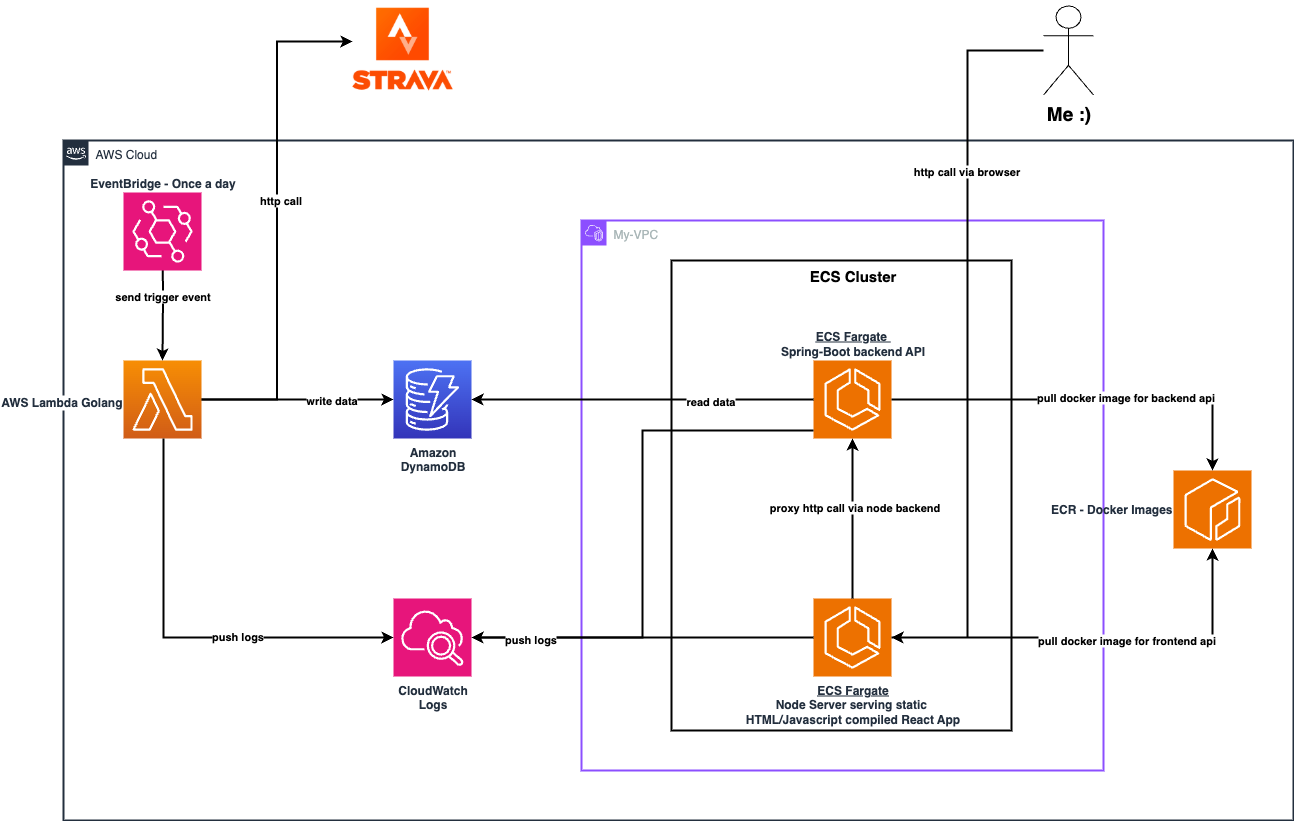 STRAVA
Me :)
aws
AWS Cloud
EventBridge - Once a day
http call
http call via browser
My-VPC
ECS Cluster
send trigger event
ECS Fargate
Spring-Boot backend API
AWS Lambda Golang
write data
read data
pull docker image for backend api
Amazon
DynamoDB
proxy http call via node backend
ECR - Docker Images
push logs
push logs
pull docker image for frontend api
CloudWatch
Logs
ECS Fargate
Node Server serving static
HTML/Javascript compiled React App